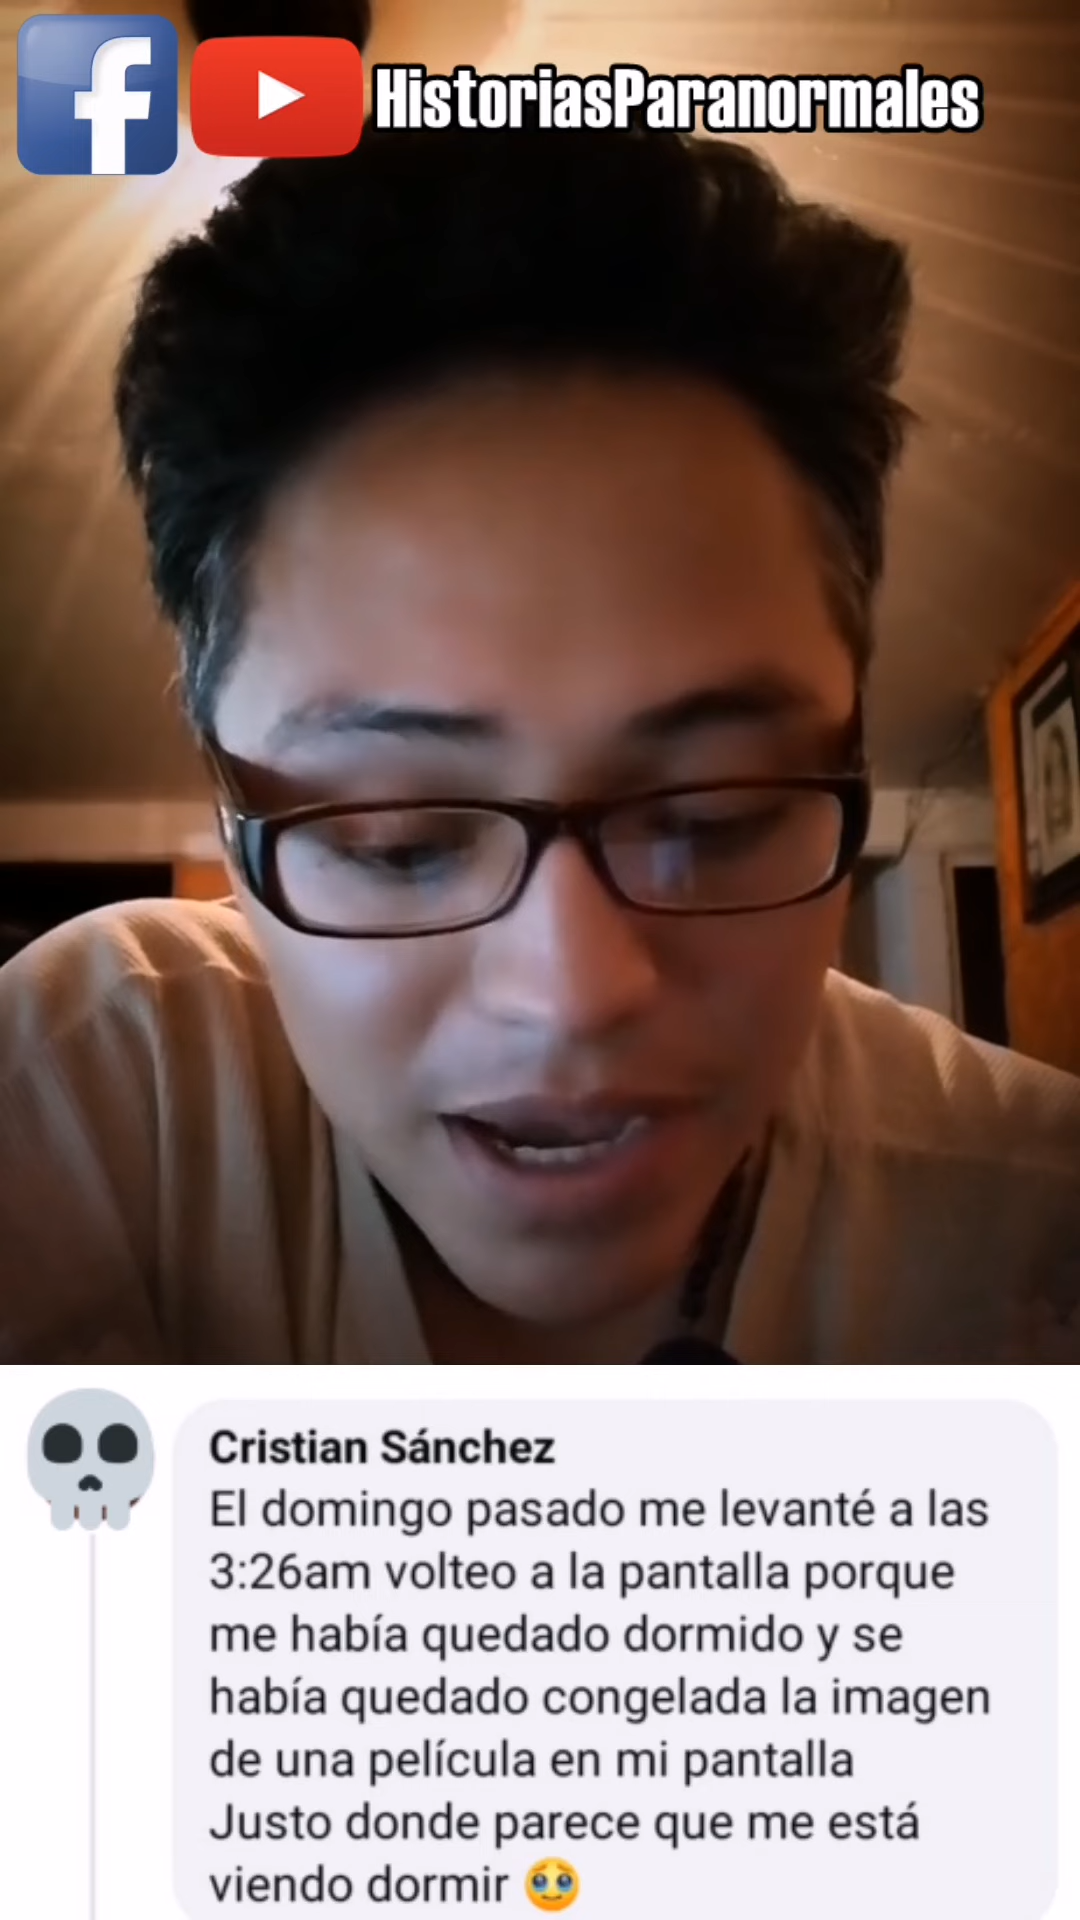 HistoriasParanormales
Cristian Sánchez
El domingo pasado me levanté a las
3:26am volteo a la pantalla porque
me había quedado dormido y se
había quedado congelada la imagen
de una película en mi pantalla
Justo donde parece que me está
viendo dormir 🥹